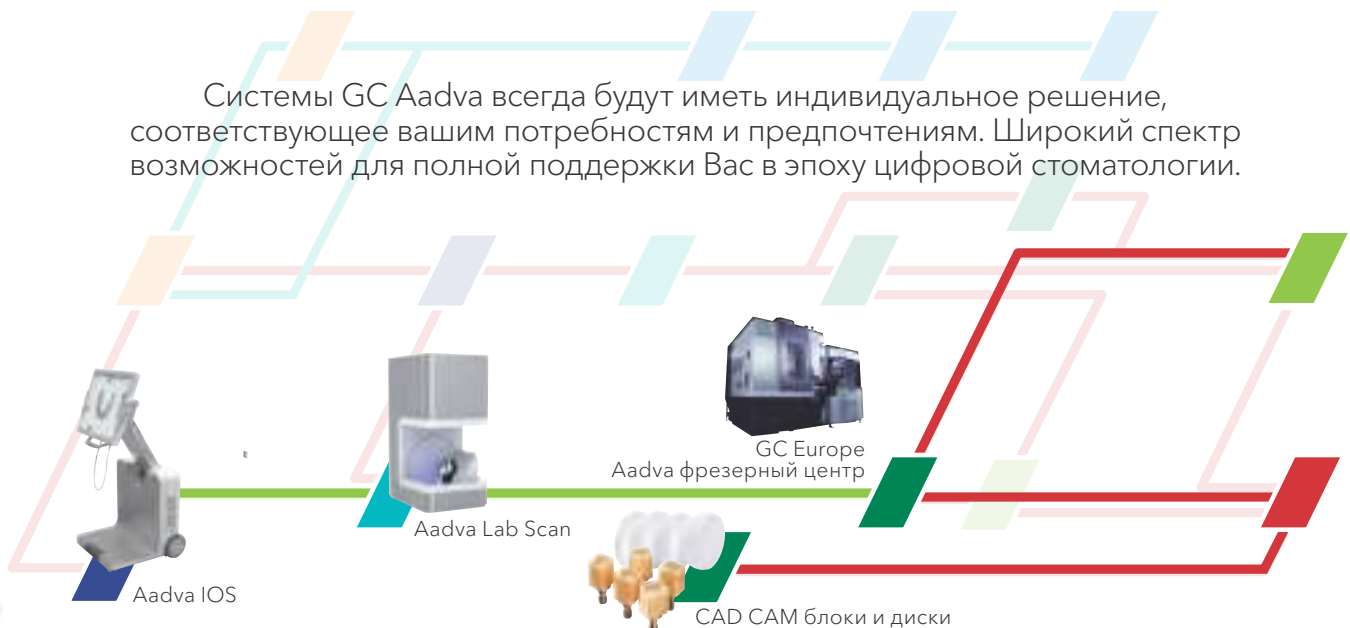 Системы GC Aadva всегда будут иметь индивидуальное решение,
соответствующее вашим потребностям и предпочтениям. Широкий спектр
возможностей для полной поддержки Вас в эпоху цифровой стоматологии.
GC Europe
Aadva фрезерный центр
Aadva Lab Scan
Aadva IOS
CAD CAM блоки и диски